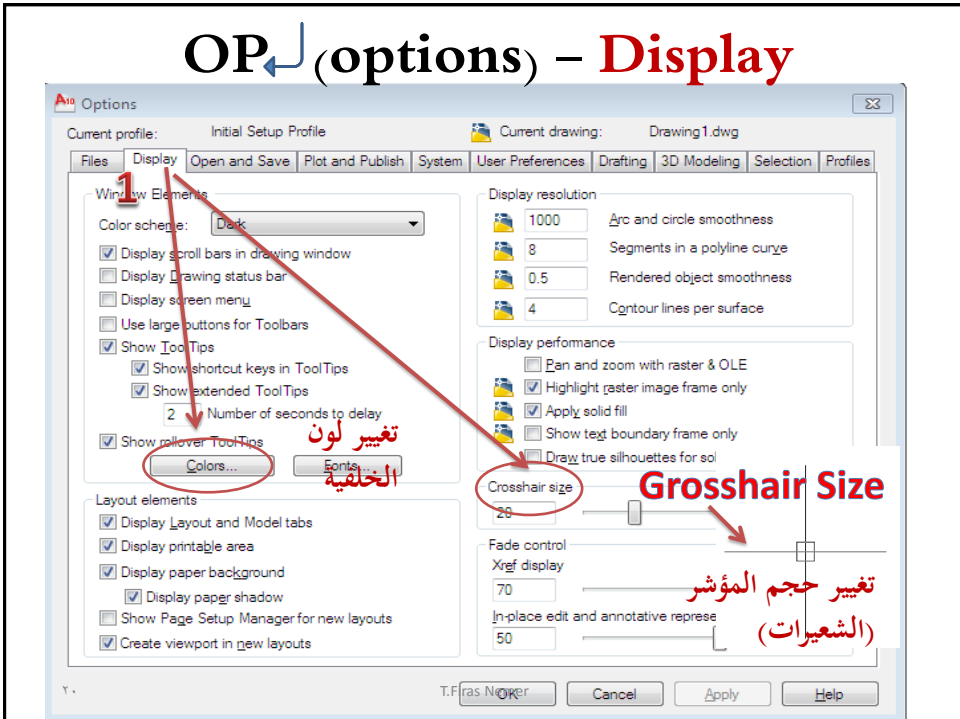 OP (options) – Display
Options
Current profile: Initial Setup Profile Current drawing: Drawing1.dwg
Files Display Open and Save Plot and Publish System User Preferences Drafting 3D Modeling Selection Profiles
1
Window Elements
Color scheme: Dark
Display scroll bars in drawing window
Display Drawing status bar
Display screen menu
Use large buttons for Toolbars
Show ToolTips
Show shortcut keys in ToolTips
Show extended ToolTips
2 Number of seconds to delay
Show rollover ToolTips
Colors... Fonts...
تغيير لون
الخلفية
Layout elements
Display Layout and Model tabs
Display printable area
Display paper background
Display paper shadow
Show Page Setup Manager for new layouts
Create viewport in new layouts
Display resolution
1000 Arc and circle smoothness
8 Segments in a polyline curve
0.5 Rendered object smoothness
4 Contour lines per surface
Display performance
Pan and zoom with raster & OLE
Highlight raster image frame only
Apply solid fill
Show text boundary frame only
Draw true silhouettes for sol
Crosshair size
20
Grosshair Size
Fade control
Xref display
70
In-place edit and annotative represe
50
تغيير حجم المؤشر
(الشعيرات)
٢٠
T.Firas Nemer
OK Cancel Apply Help